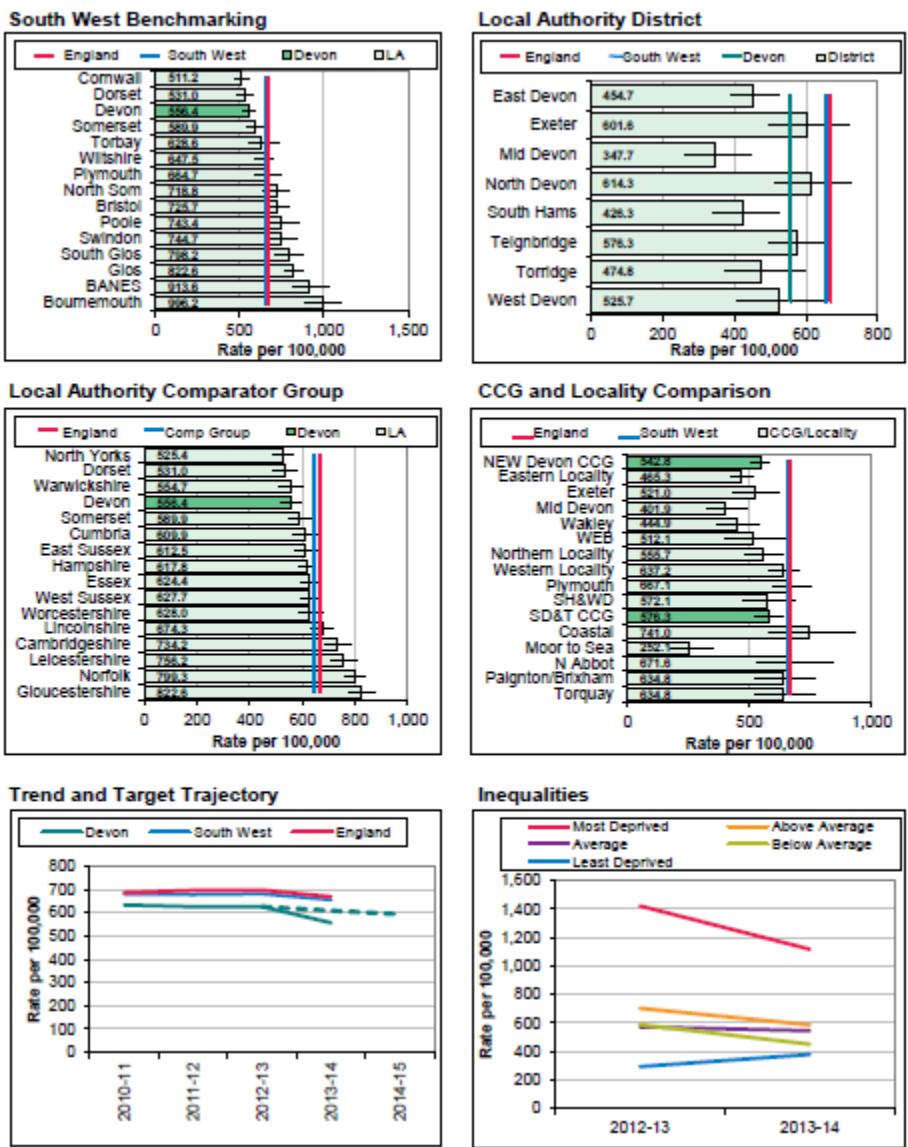 South West Benchmarking
England South West Devon LA
Cornwall 511.2
Dorset 531.0
Devon 556.4
Somerset 589.9
Torbay 628.6
Wiltshire 647.5
Plymouth 664.7
North Som 718.8
Bristol 725.7
Poole 743.4
Swindon 744.7
South Glos 798.2
Glos 822.6
BANES 913.6
Bournemouth 996.2
0 500 1,000 1,500
Rate per 100,000
Local Authority District
England South West Devon District
East Devon 454.7
Exeter 601.6
Mid Devon 347.7
North Devon 614.3
South Hams 426.3
Teignbridge 576.3
Torridge 474.8
West Devon 525.7
0 200 400 600 800
Rate per 100,000
Local Authority Comparator Group
England Comp Group Devon LA
North Yorks 525.4
Dorset 531.0
Warwickshire 554.7
Devon 556.4
Somerset 589.9
Cumbria 609.9
East Sussex 612.5
Hampshire 617.8
Essex 624.4
West Sussex 627.7
Worcestershire 628.0
Lincolnshire 674.3
Cambridgeshire 734.2
Leicestershire 756.2
Norfolk 799.3
Gloucestershire 822.6
0 200 400 600 800 1,000
Rate per 100,000
CCG and Locality Comparison
England South West CCG/Locality
NEW Devon CCG 542.8
Eastern Locality 465.3
Exeter 521.0
Mid Devon 401.9
Wakley 444.9
WEB 512.1
Northern Locality 555.7
Western Locality 637.2
Plymouth 667.1
SH&WD 572.1
SD&T CCG 576.3
Coastal 741.0
Moor to Sea 252.1
N Abbot 671.6
Paignton/Brixham 634.8
Torquay 634.8
0 500 1,000
Rate per 100,000
Trend and Target Trajectory
Devon South West England
Rate per 100,000
800
700
600
500
400
300
200
100
0
2010-11 2011-12 2012-13 2013-14 2014-15
Inequalities
Most Deprived Above Average
Average Below Average
Least Deprived
Rate per 100,000
1,600
1,400
1,200
1,000
800
600
400
200
0
2012-13 2013-14